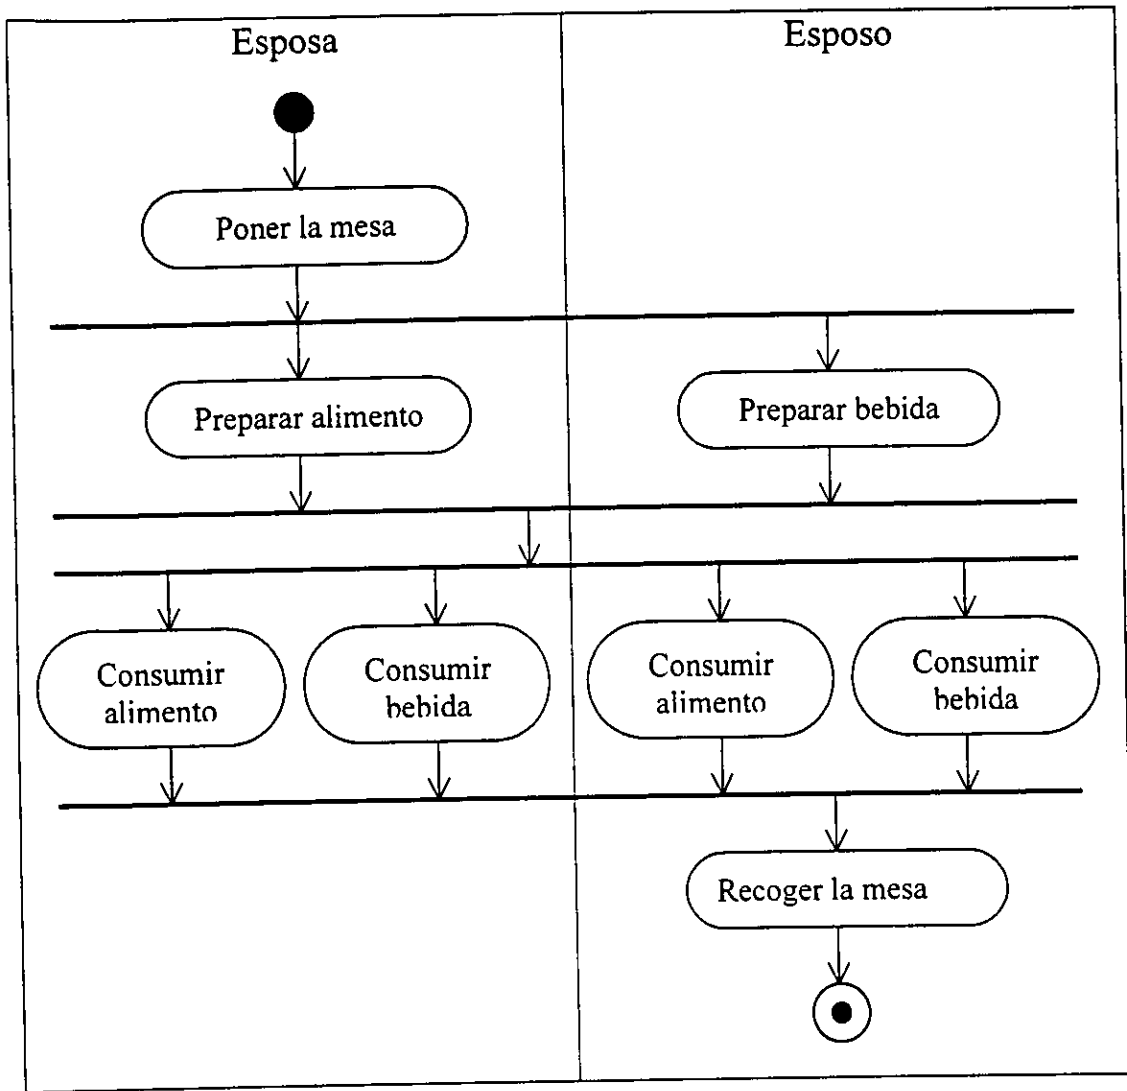 Esposa
Esposo
Poner la mesa
Preparar alimento
Preparar bebida
Consumir
alimento
Consumir
bebida
Consumir
alimento
Consumir
bebida
Recoger la mesa